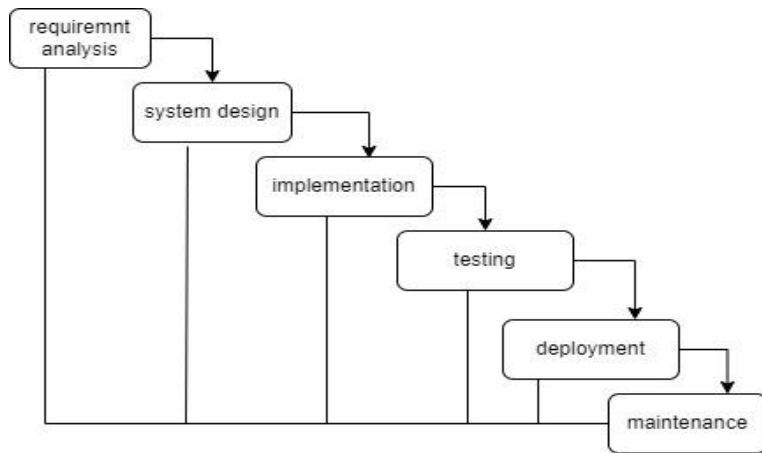 requiremnt
analysis
system design
implementation
testing
deployment
maintenance